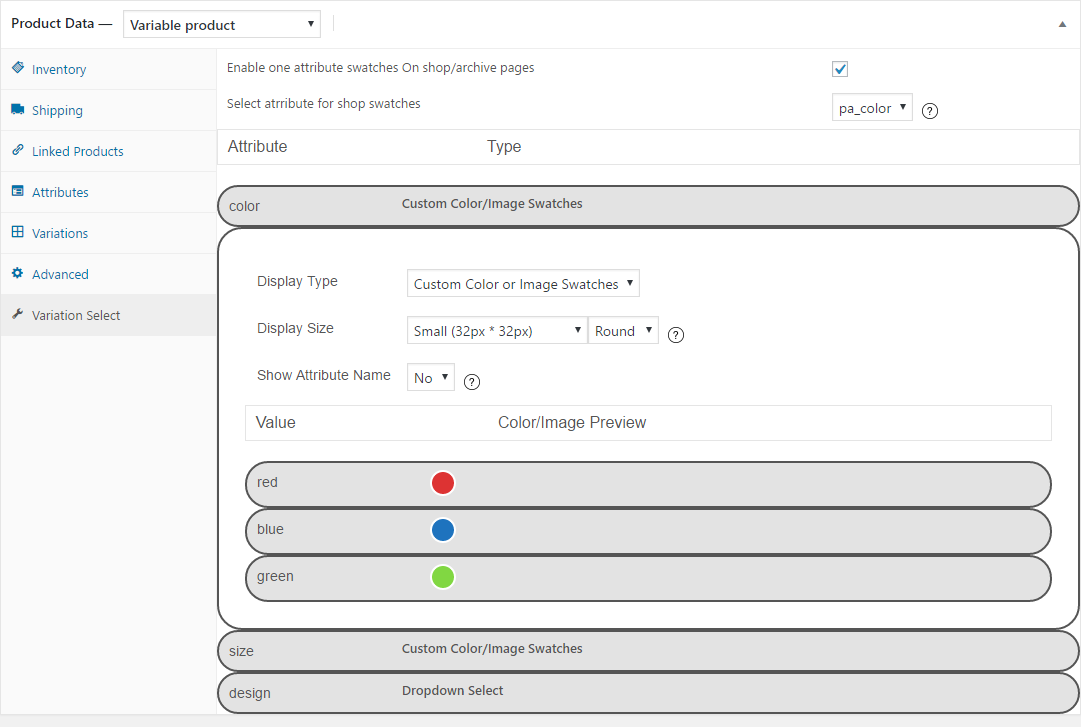 Product Data — Variable product
Inventory
Shipping
Linked Products
Attributes
Variations
Advanced
Variation Select
Enable one attribute swatches On shop/archive pages
Select atrribute for shop swatches pa_color ?
Attribute Type
color Custom Color/Image Swatches
Display Type Custom Color or Image Swatches
Display Size Small (32px * 32px) Round ?
Show Attribute Name No ?
Value Color/Image Preview
red
blue
green
size Custom Color/Image Swatches
design Dropdown Select